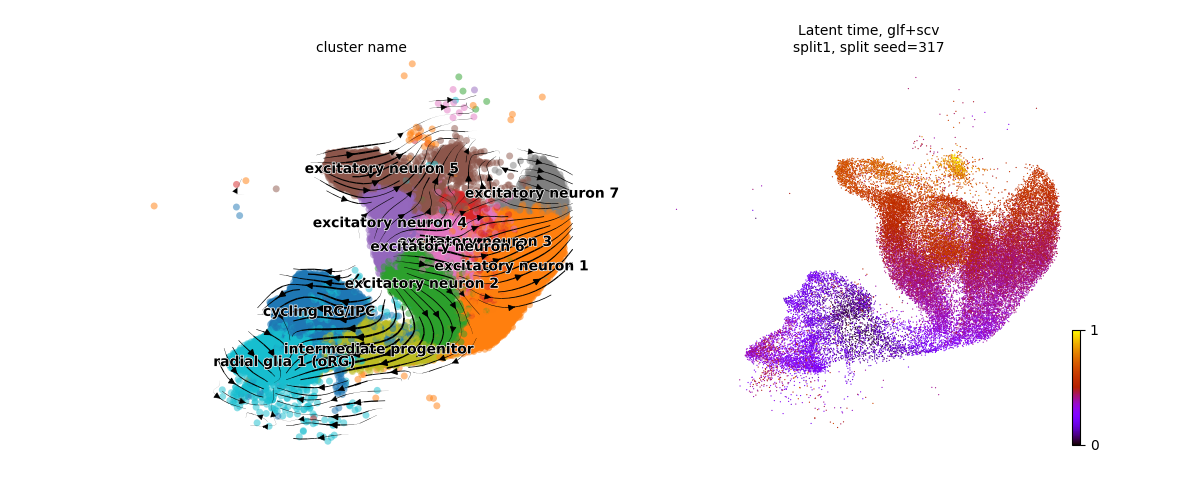 cluster name
Latent time, glf+scv
split1, split seed=317
excitatory neuron 5
excitatory neuron 7
excitatory neuron 4
excitatory neuron 3
excitatory neuron 6
excitatory neuron 1
excitatory neuron 2
cycling RG/IPC
intermediate progenitor
radial glia 1 (oRG)
1
0